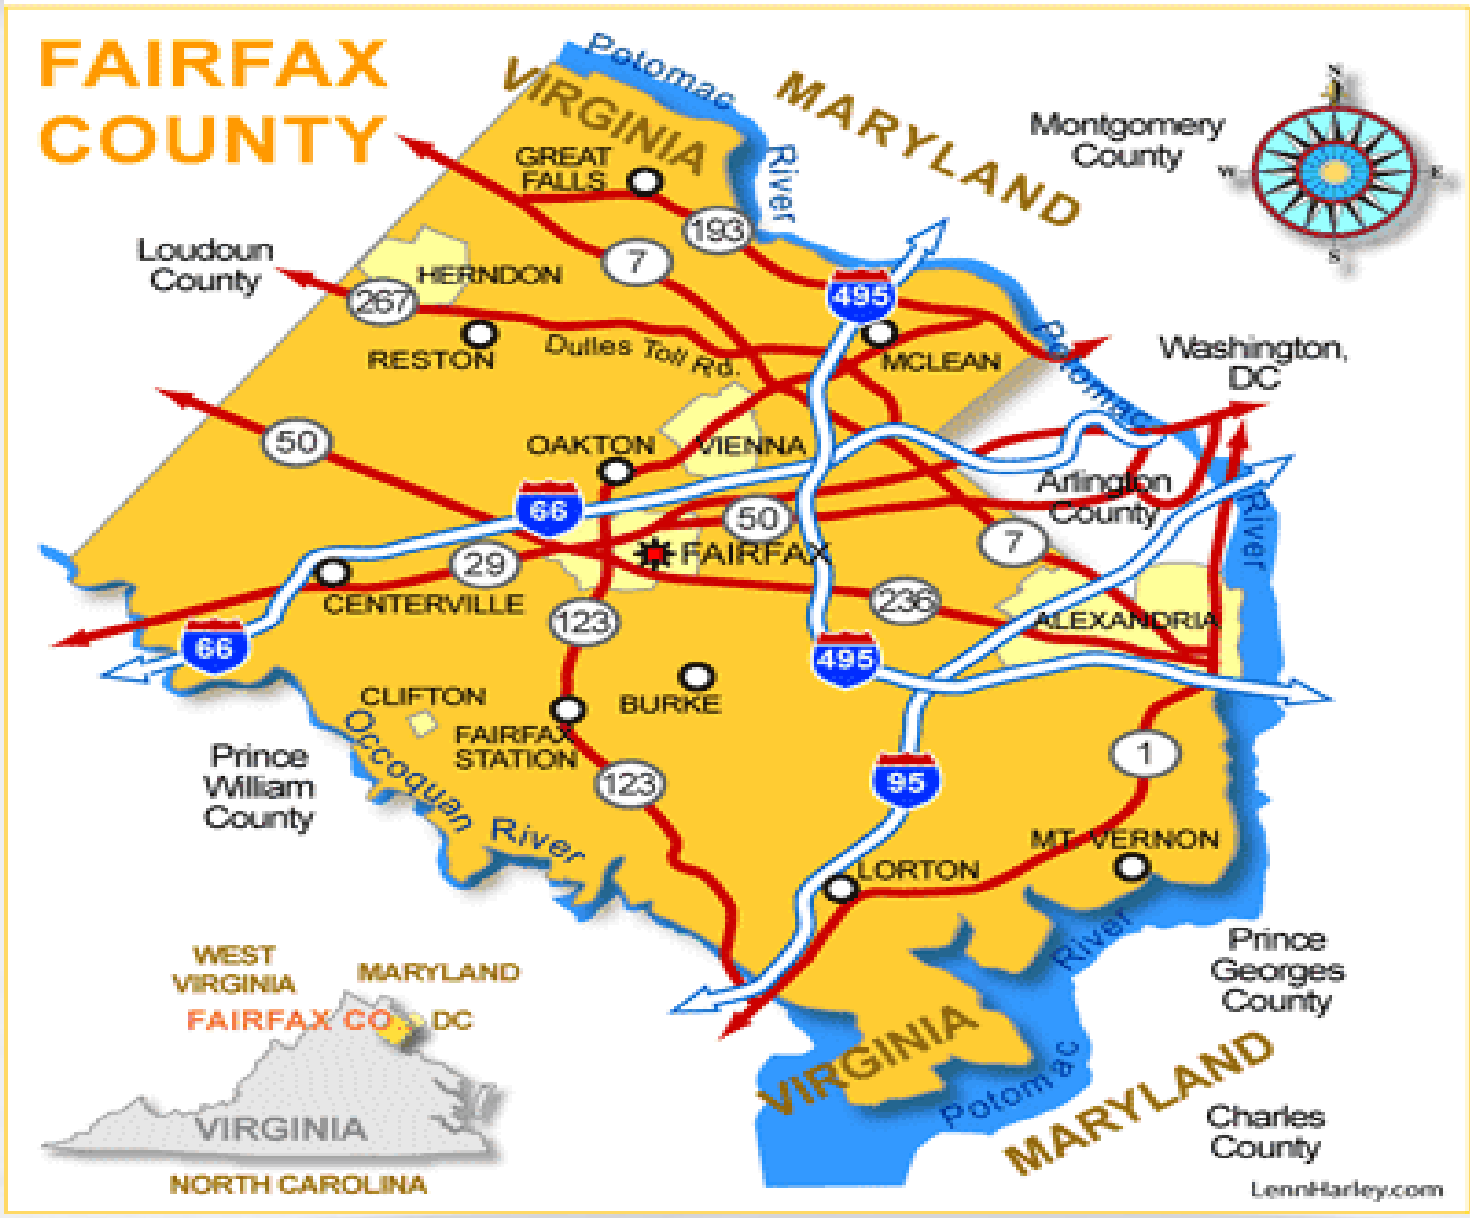 FAIRFAX
COUNTY
Potomac
River
VIRGINIA
MARYLAND
Montgomery
County
S
W
E
S
GREAT
FALLS
193
7
Loudoun
County
HERNDON
267
495
RESTON
Dulles Toll Rd.
MCLEAN
Potomac
Washington,
DC
50
OAKTON
VIENNA
66
50
Arlington
County
River
7
FAIRFAX
29
CENTERVILLE
123
236
ALEXANDRIA
66
495
CLIFTON
BURKE
FAIRFAX
STATION
Occoquan River
Prince
William
County
123
95
1
MT. VERNON
LORTON
River
Prince
Georges
County
WEST
VIRGINIA
MARYLAND
FAIRFAX CO.
DC
VIRGINIA
Potomac
MARYLAND
VIRGINIA
Charles
County
NORTH CAROLINA
LennHarley.com